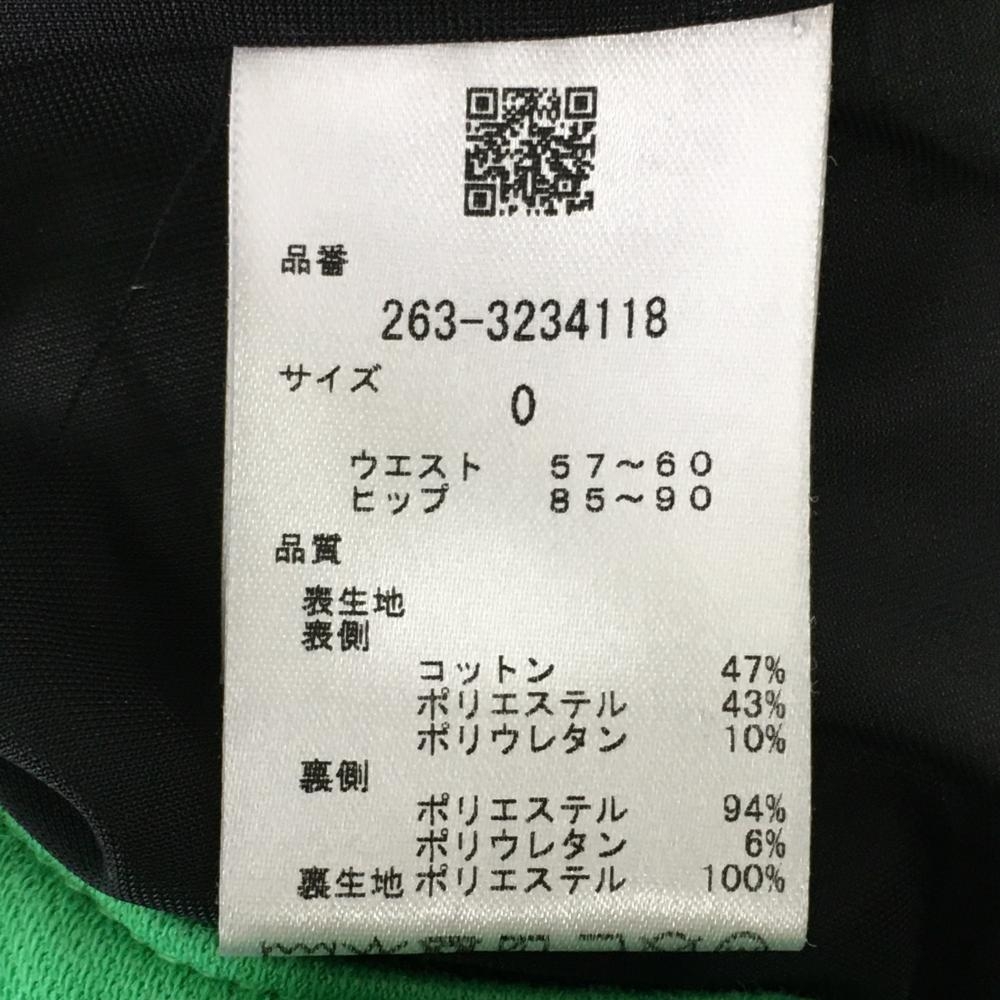 品番
263-3234118
サイズ
0
ウエスト 57～60
ヒップ 85～90
品質
表生地
表側
コットン 47%
ポリエステル 43%
ポリウレタン 10%
裏側
ポリエステル 94%
ポリウレタン 6%
裏生地 ポリエステル 100%